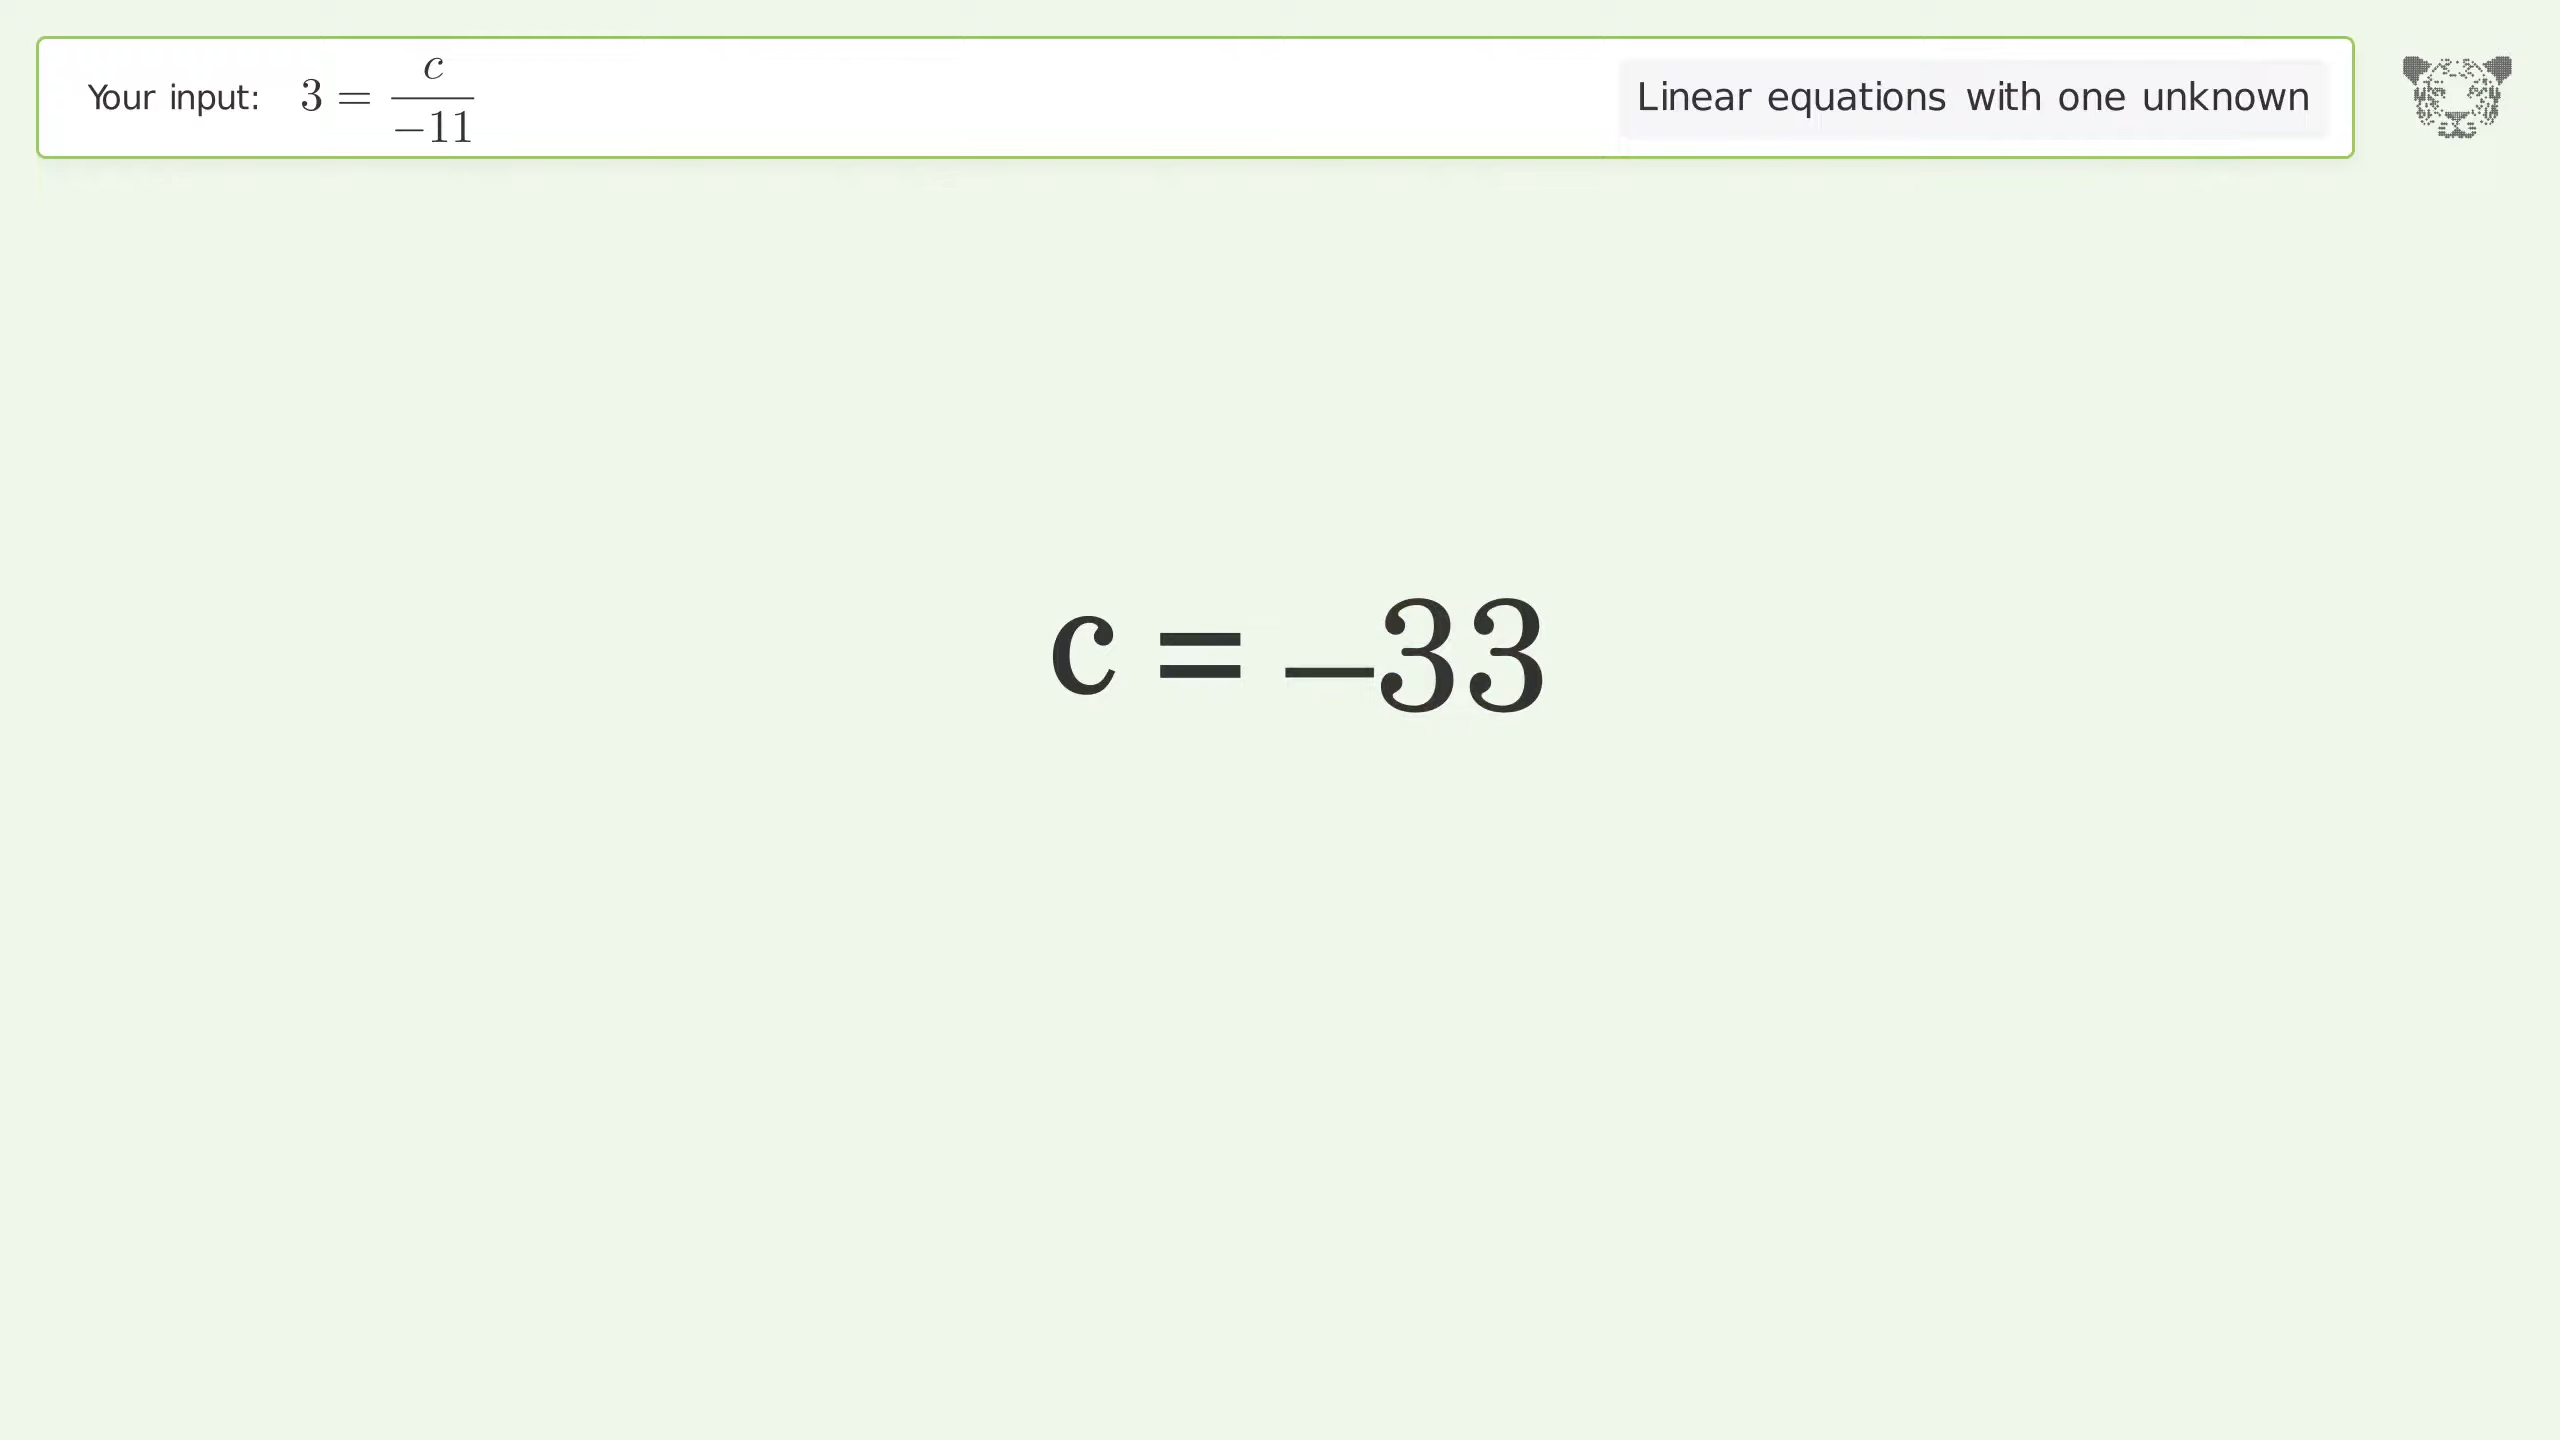 Your input: 3 = c/−11
Linear equations with one unknown
c = −33